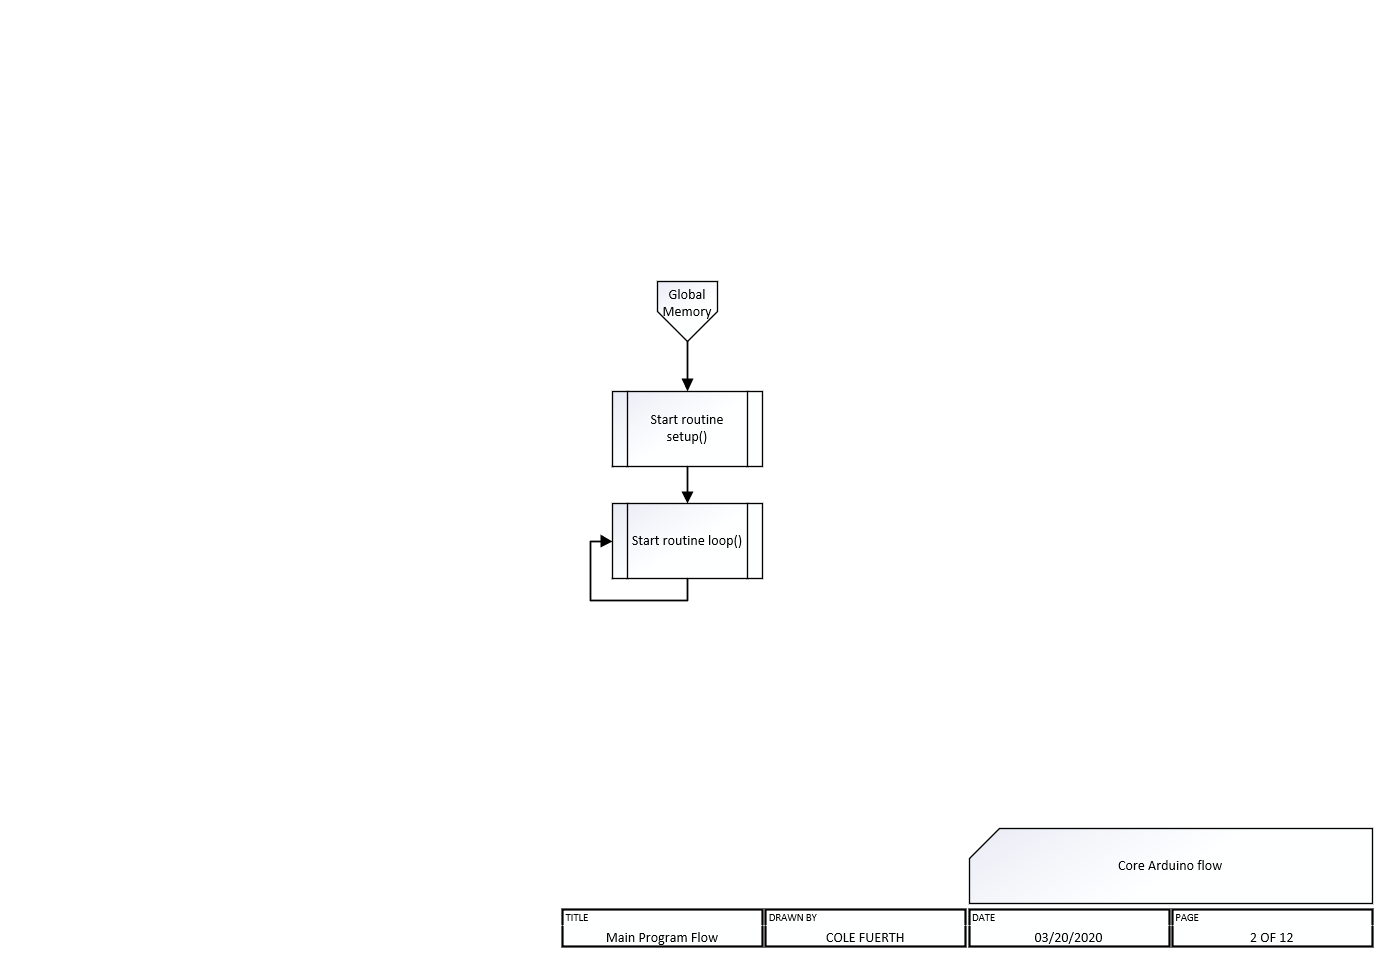 Global
Memory
Start routine
setup()
Start routine loop()
Core Arduino flow
TITLE
Main Program Flow
DRAWN BY
COLE FUERTH
DATE
03/20/2020
PAGE
2 OF 12